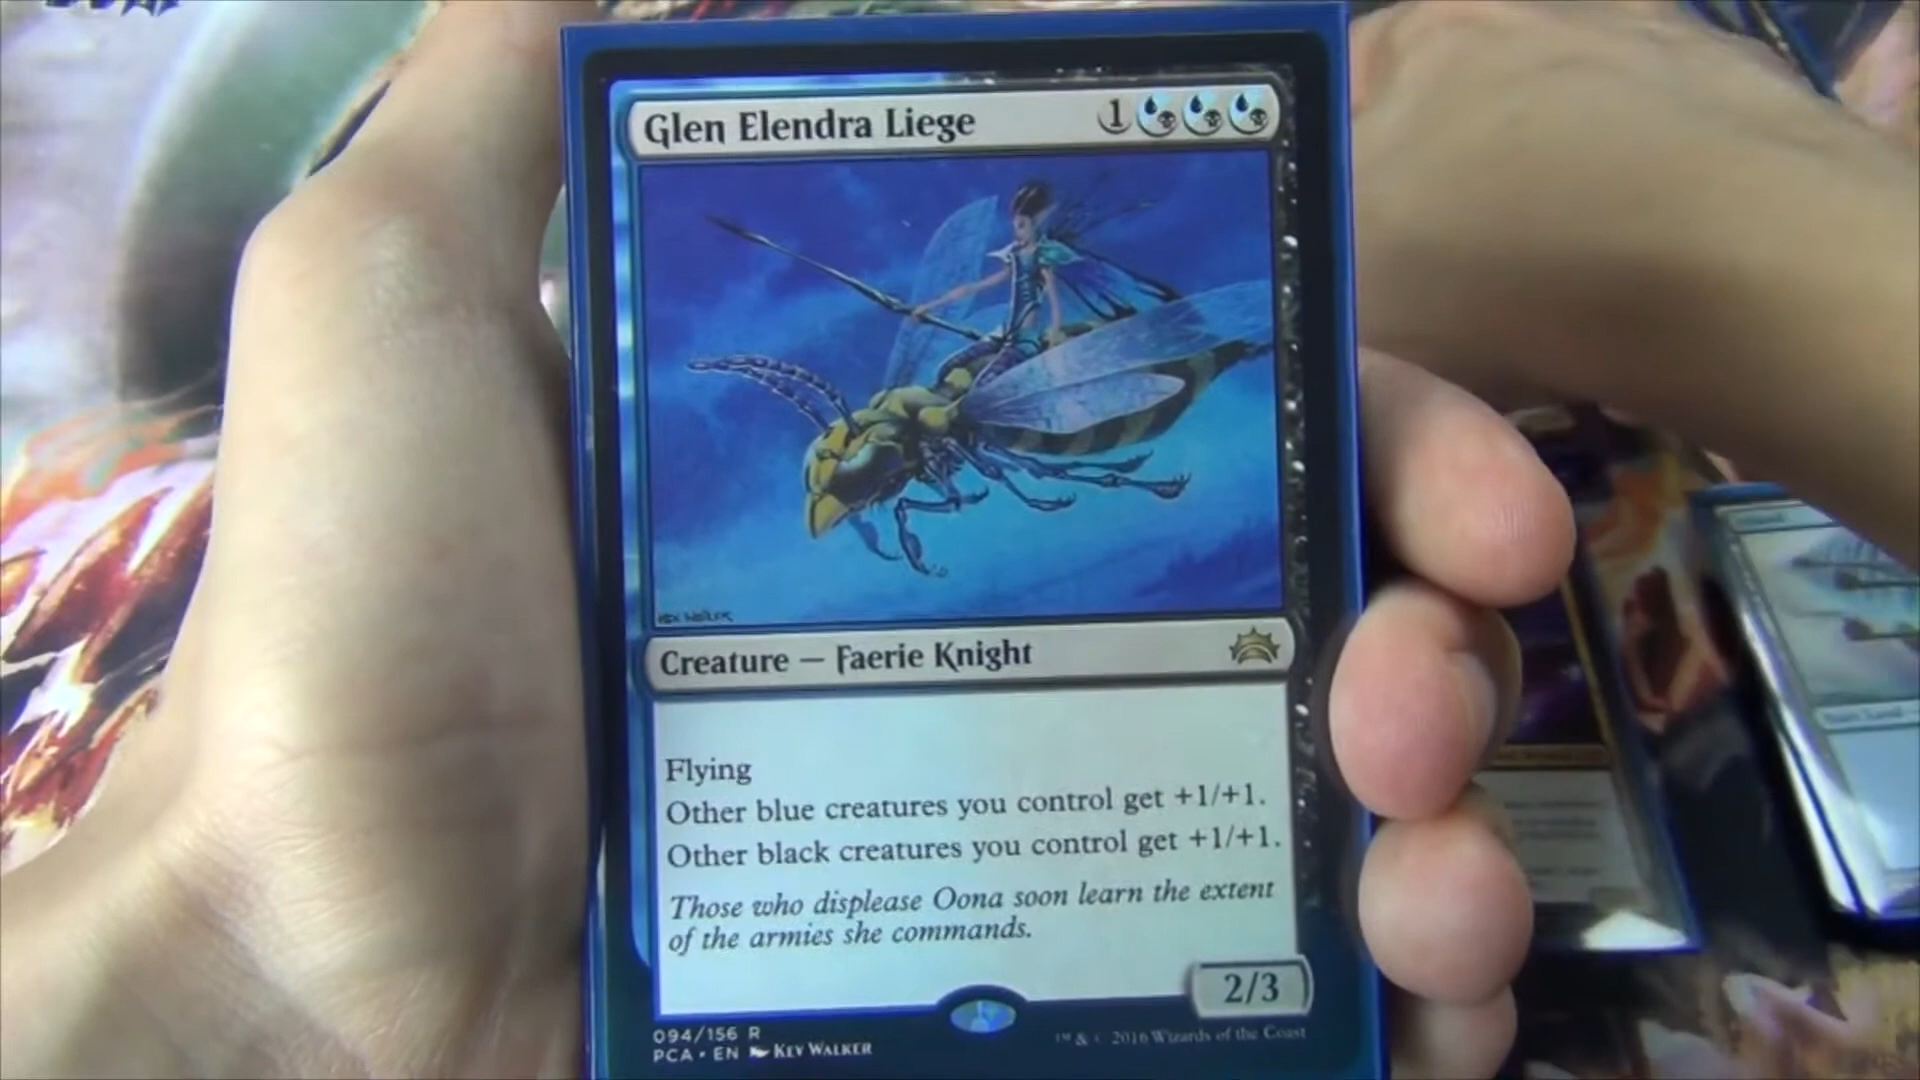 Glen Elendra Liege 1
Creature — Faerie Knight
Flying
Other blue creatures you control get +1/+1.
Other black creatures you control get +1/+1.
Those who displease Oona soon learn the extent
of the armies she commands.
2/3
094/156 R
PCA • EN Kev Walker
™ & © 2016 Wizards of the Coast